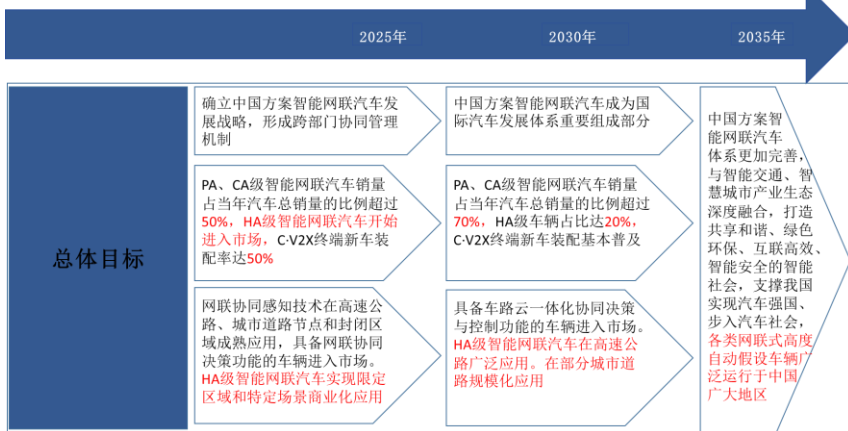 2025年
2030年
2035年
总体目标
确立中国方案智能网联汽车发
展战略，形成跨部门协同管理
机制
PA、CA级智能网联汽车销量
占当年汽车总销量的比例超过
50%，HA级智能网联汽车开始
进入市场，C-V2X终端新车装
配率达50%
网联协同感知技术在高速公
路、城市道路节点和封闭区
域成熟应用，具备网联协同
决策功能的车辆进入市场。
HA级智能网联汽车实现限定
区域和特定场景商业化应用
中国方案智能网联汽车成为国
际汽车发展体系重要组成部分
PA、CA级智能网联汽车销量
占当年汽车总销量的比例超过
70%，HA级车辆占比达20%，
C-V2X终端新车装配基本普及
具备车路云一体化协同决策
与控制功能的车辆进入市场。
HA级智能网联汽车在高速公
路广泛应用。在部分城市道
路规模化应用
中国方案智
能网联汽车
体系更加完善，
与智能交通、智
慧城市产业生态
深度融合，打造
共享和谐、绿色
环保、互联高效、
智能安全的智能
社会，支撑我国
实现汽车强国、
步入汽车社会，
各类网联式高度
自动假设车辆广
泛运行于中国
广大地区